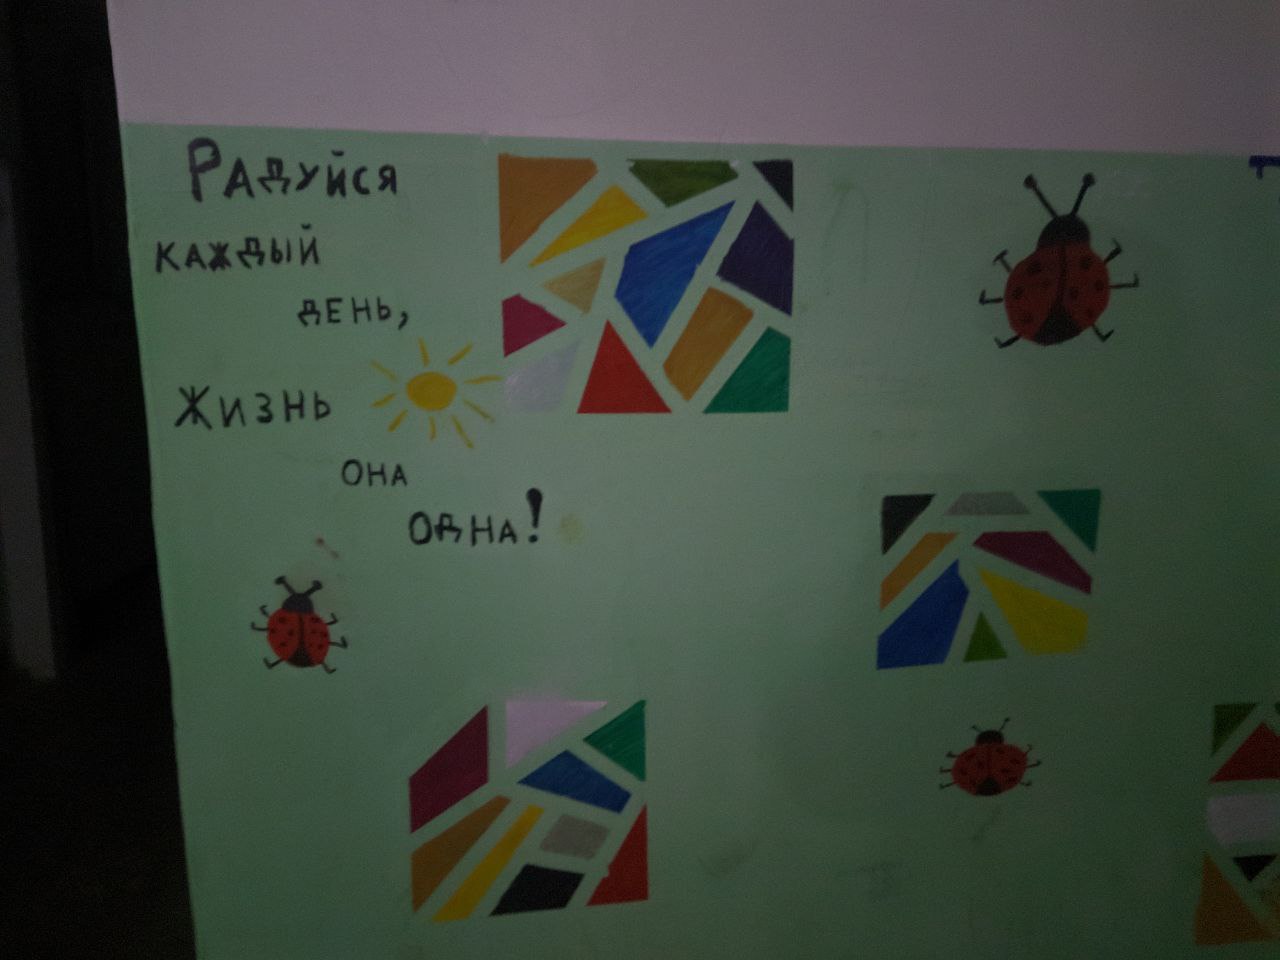 Радуйся
каждый
день,
Жизнь
она
одна!